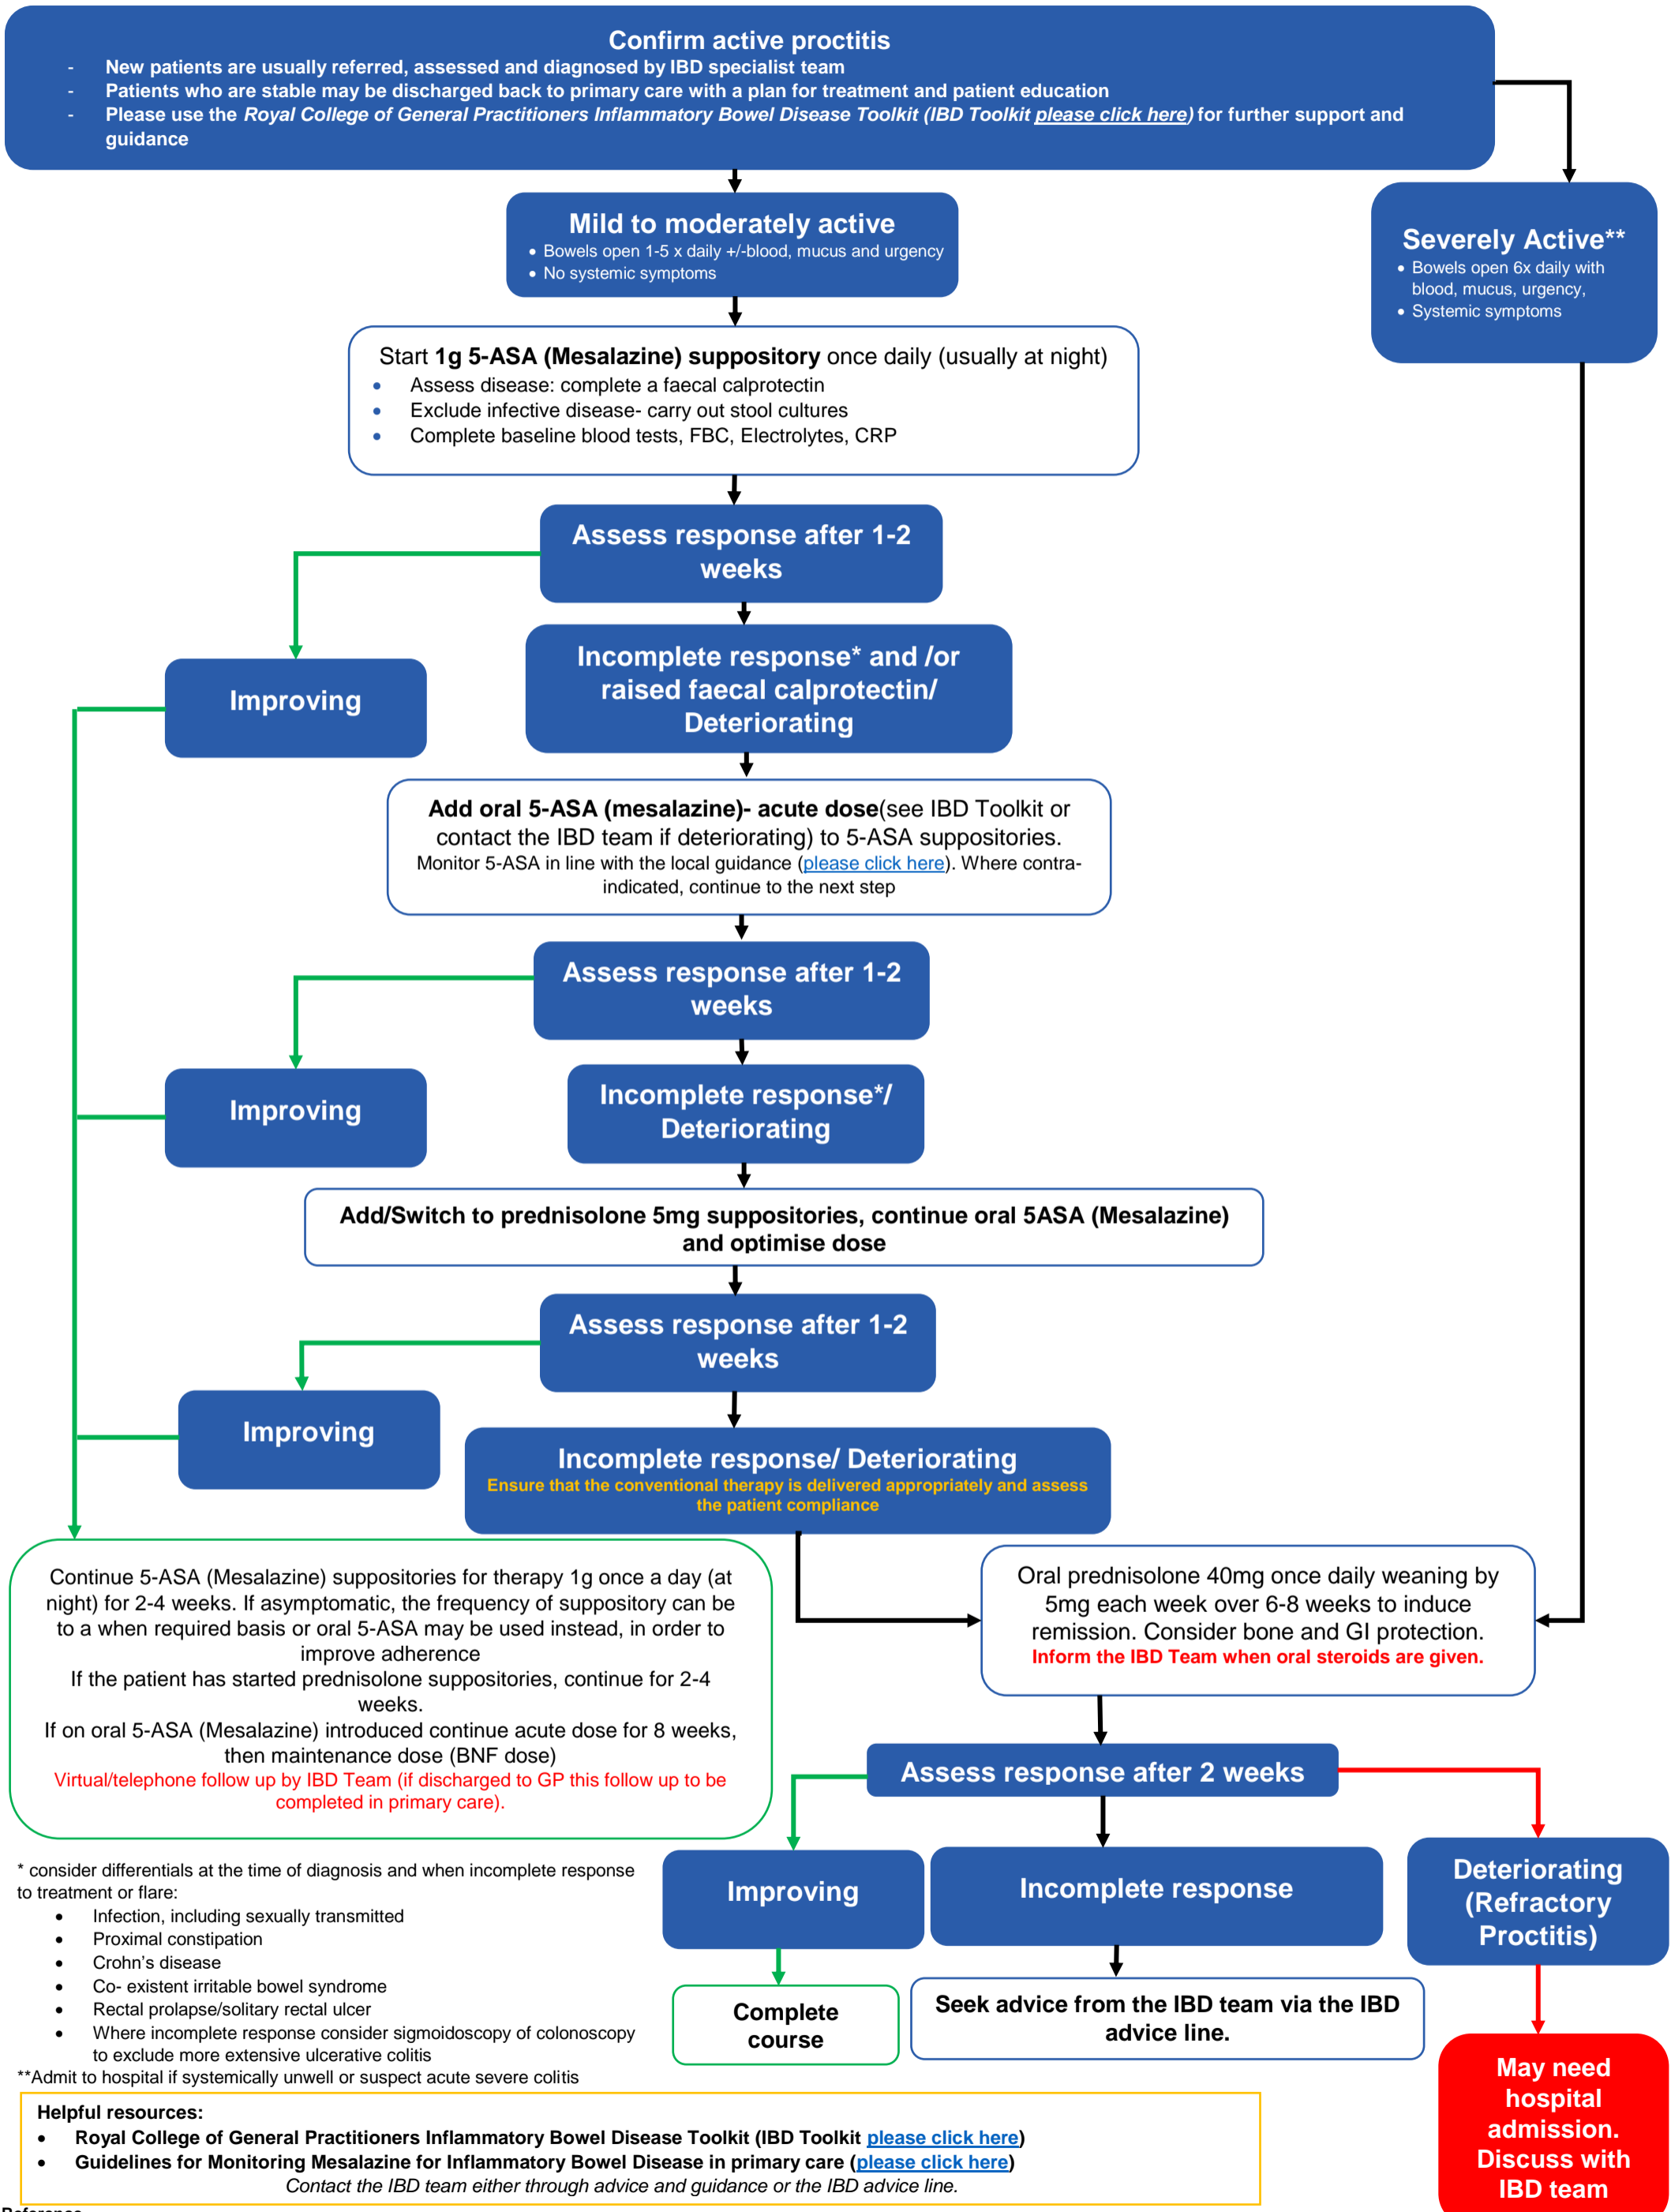 Confirm active proctitis
- New patients are usually referred, assessed and diagnosed by IBD specialist team
- Patients who are stable may be discharged back to primary care with a plan for treatment and patient education
- Please use the Royal College of General Practitioners Inflammatory Bowel Disease Toolkit (IBD Toolkit please click here) for further support and
guidance
Mild to moderately active
• Bowels open 1-5 x daily +/-blood, mucus and urgency
• No systemic symptoms
Severely Active**
• Bowels open 6x daily with
blood, mucus, urgency,
• Systemic symptoms
Start 1g 5-ASA (Mesalazine) suppository once daily (usually at night)
• Assess disease: complete a faecal calprotectin
• Exclude infective disease- carry out stool cultures
• Complete baseline blood tests, FBC, Electrolytes, CRP
Assess response after 1-2
weeks
Improving
Incomplete response* and /or
raised faecal calprotectin/
Deteriorating
Add oral 5-ASA (mesalazine)- acute dose(see IBD Toolkit or
contact the IBD team if deteriorating) to 5-ASA suppositories.
Monitor 5-ASA in line with the local guidance (please click here). Where contra-
indicated, continue to the next step
Assess response after 1-2
weeks
Improving
Incomplete response*/
Deteriorating
Add/Switch to prednisolone 5mg suppositories, continue oral 5ASA (Mesalazine)
and optimise dose
Assess response after 1-2
weeks
Improving
Incomplete response/ Deteriorating
Ensure that the conventional therapy is delivered appropriately and assess
the patient compliance
Continue 5-ASA (Mesalazine) suppositories for therapy 1g once a day (at
night) for 2-4 weeks. If asymptomatic, the frequency of suppository can be
to a when required basis or oral 5-ASA may be used instead, in order to
improve adherence
If the patient has started prednisolone suppositories, continue for 2-4
weeks.
If on oral 5-ASA (Mesalazine) introduced continue acute dose for 8 weeks,
then maintenance dose (BNF dose)
Virtual/telephone follow up by IBD Team (if discharged to GP this follow up to be
completed in primary care).
Oral prednisolone 40mg once daily weaning by
5mg each week over 6-8 weeks to induce
remission. Consider bone and GI protection.
Inform the IBD Team when oral steroids are given.
Assess response after 2 weeks
Improving
Incomplete response
Deteriorating
(Refractory
Proctitis)
Complete
course
Seek advice from the IBD team via the IBD
advice line.
May need
hospital
admission.
Discuss with
IBD team
* consider differentials at the time of diagnosis and when incomplete response
to treatment or flare:
• Infection, including sexually transmitted
• Proximal constipation
• Crohn's disease
• Co- existent irritable bowel syndrome
• Rectal prolapse/solitary rectal ulcer
• Where incomplete response consider sigmoidoscopy of colonoscopy
to exclude more extensive ulcerative colitis
**Admit to hospital if systemically unwell or suspect acute severe colitis
Helpful resources:
• Royal College of General Practitioners Inflammatory Bowel Disease Toolkit (IBD Toolkit please click here)
• Guidelines for Monitoring Mesalazine for Inflammatory Bowel Disease in primary care (please click here)
Contact the IBD team either through advice and guidance or the IBD advice line.